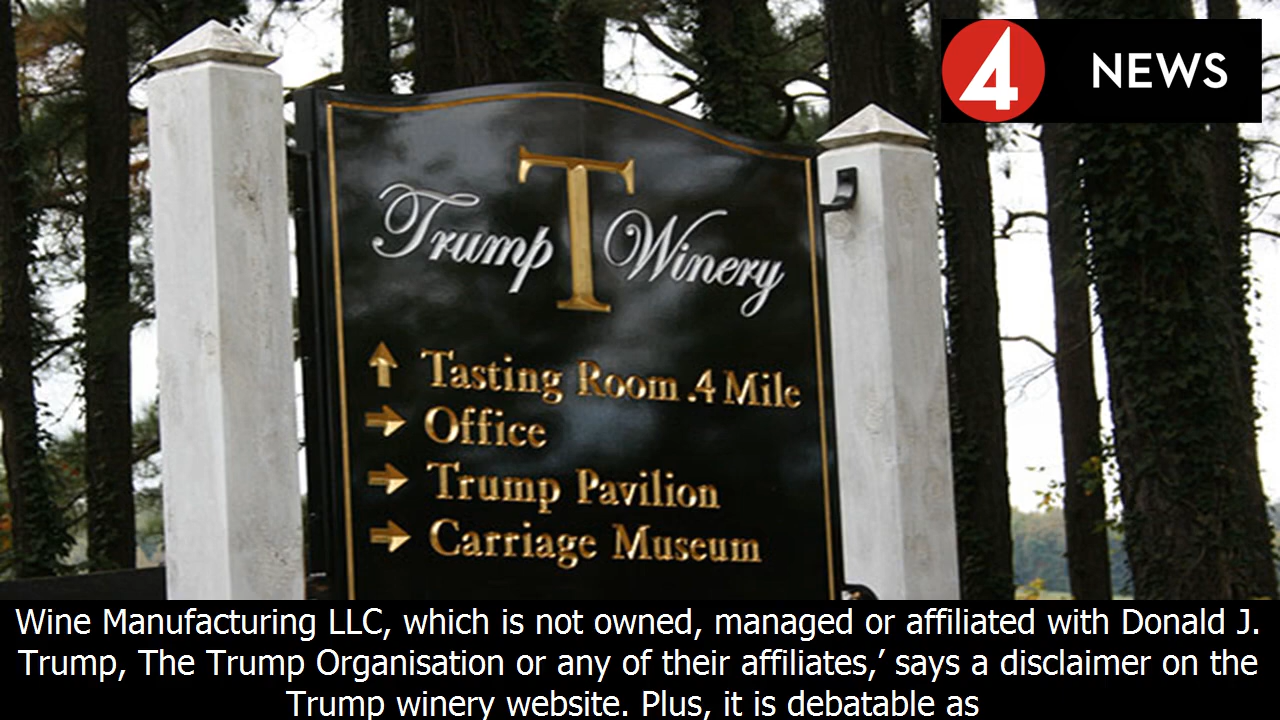 4 NEWS
T
Trump Winery
Tasting Room .4 Mile
Office
Trump Pavilion
Carriage Museum
Wine Manufacturing LLC, which is not owned, managed or affiliated with Donald J.
Trump, The Trump Organisation or any of their affiliates,’ says a disclaimer on the
Trump winery website. Plus, it is debatable as